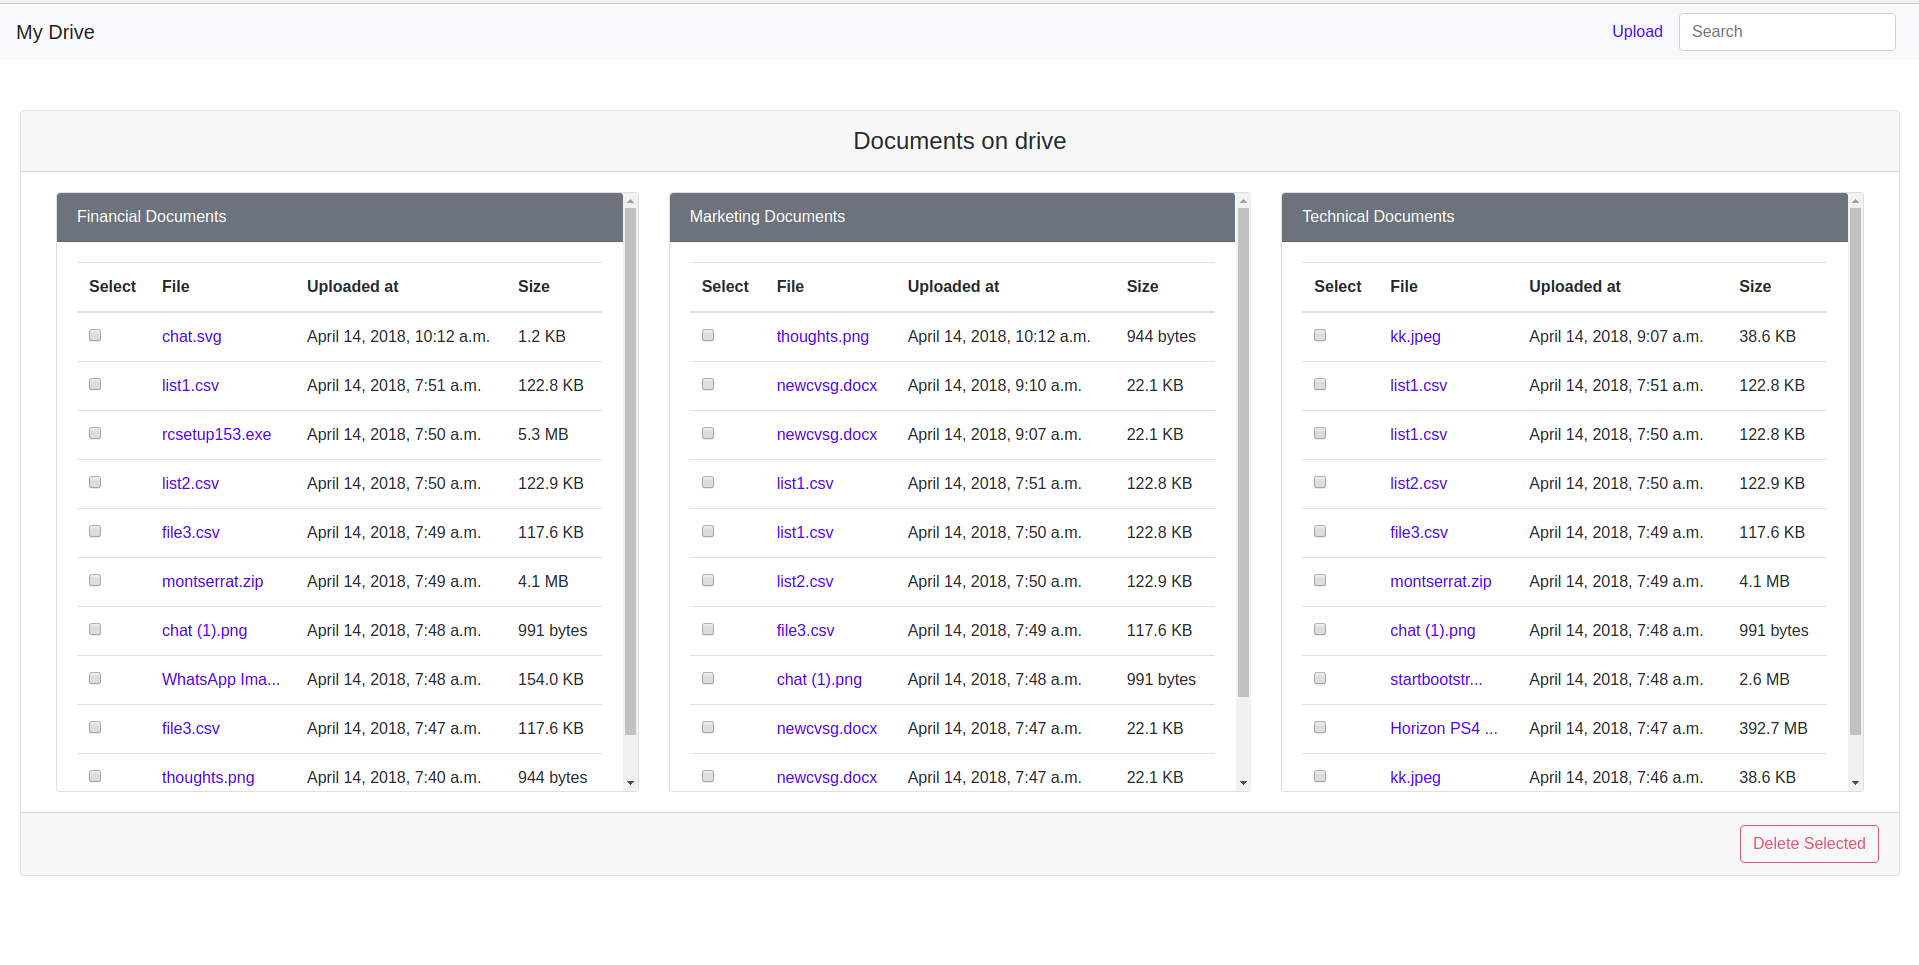 My Drive
Upload
Search
Documents on drive
Financial Documents
Select File Uploaded at Size
chat.svg April 14, 2018, 10:12 a.m. 1.2 KB
list1.csv April 14, 2018, 7:51 a.m. 122.8 KB
rcsetup153.exe April 14, 2018, 7:50 a.m. 5.3 MB
list2.csv April 14, 2018, 7:50 a.m. 122.9 KB
file3.csv April 14, 2018, 7:49 a.m. 117.6 KB
montserrat.zip April 14, 2018, 7:49 a.m. 4.1 MB
chat (1).png April 14, 2018, 7:48 a.m. 991 bytes
WhatsApp Ima... April 14, 2018, 7:48 a.m. 154.0 KB
file3.csv April 14, 2018, 7:47 a.m. 117.6 KB
thoughts.png April 14, 2018, 7:40 a.m. 944 bytes
Marketing Documents
Select File Uploaded at Size
thoughts.png April 14, 2018, 10:12 a.m. 944 bytes
newcvsg.docx April 14, 2018, 9:10 a.m. 22.1 KB
newcvsg.docx April 14, 2018, 9:07 a.m. 22.1 KB
list1.csv April 14, 2018, 7:51 a.m. 122.8 KB
list1.csv April 14, 2018, 7:50 a.m. 122.8 KB
list2.csv April 14, 2018, 7:50 a.m. 122.9 KB
file3.csv April 14, 2018, 7:49 a.m. 117.6 KB
chat (1).png April 14, 2018, 7:48 a.m. 991 bytes
newcvsg.docx April 14, 2018, 7:47 a.m. 22.1 KB
newcvsg.docx April 14, 2018, 7:47 a.m. 22.1 KB
Technical Documents
Select File Uploaded at Size
kk.jpeg April 14, 2018, 9:07 a.m. 38.6 KB
list1.csv April 14, 2018, 7:51 a.m. 122.8 KB
list1.csv April 14, 2018, 7:50 a.m. 122.8 KB
list2.csv April 14, 2018, 7:50 a.m. 122.9 KB
file3.csv April 14, 2018, 7:49 a.m. 117.6 KB
montserrat.zip April 14, 2018, 7:49 a.m. 4.1 MB
chat (1).png April 14, 2018, 7:48 a.m. 991 bytes
startbootstr... April 14, 2018, 7:48 a.m. 2.6 MB
Horizon PS4 ... April 14, 2018, 7:47 a.m. 392.7 MB
kk.jpeg April 14, 2018, 7:46 a.m. 38.6 KB
Delete Selected